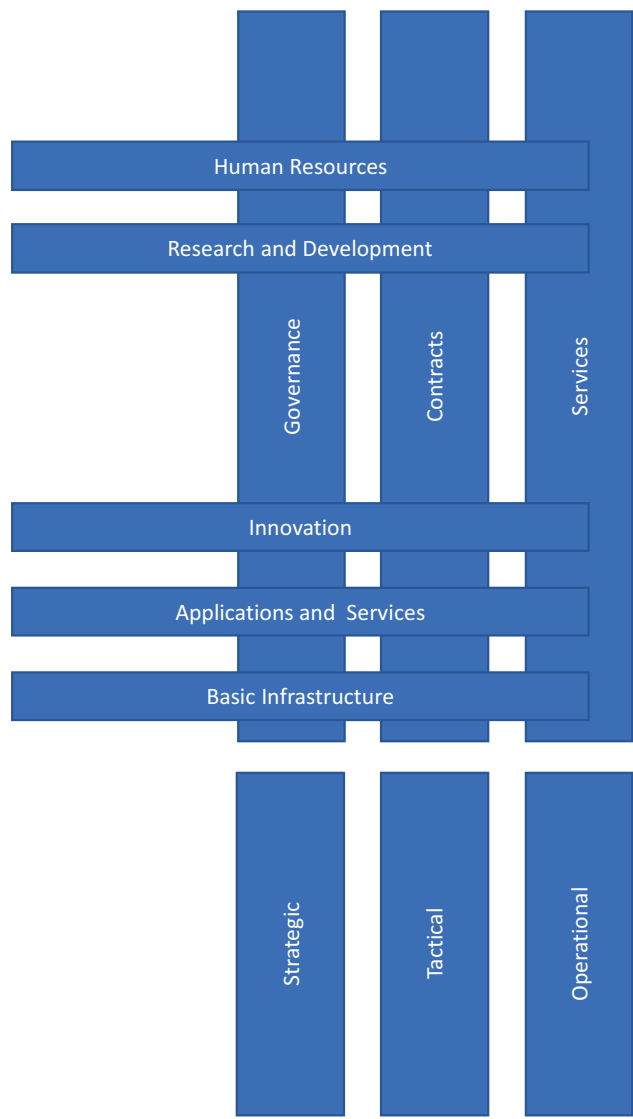 Human Resources
Research and Development
Governance
Contracts
Services
Innovation
Applications and  Services
Basic Infrastructure
Strategic
Tactical
Operational